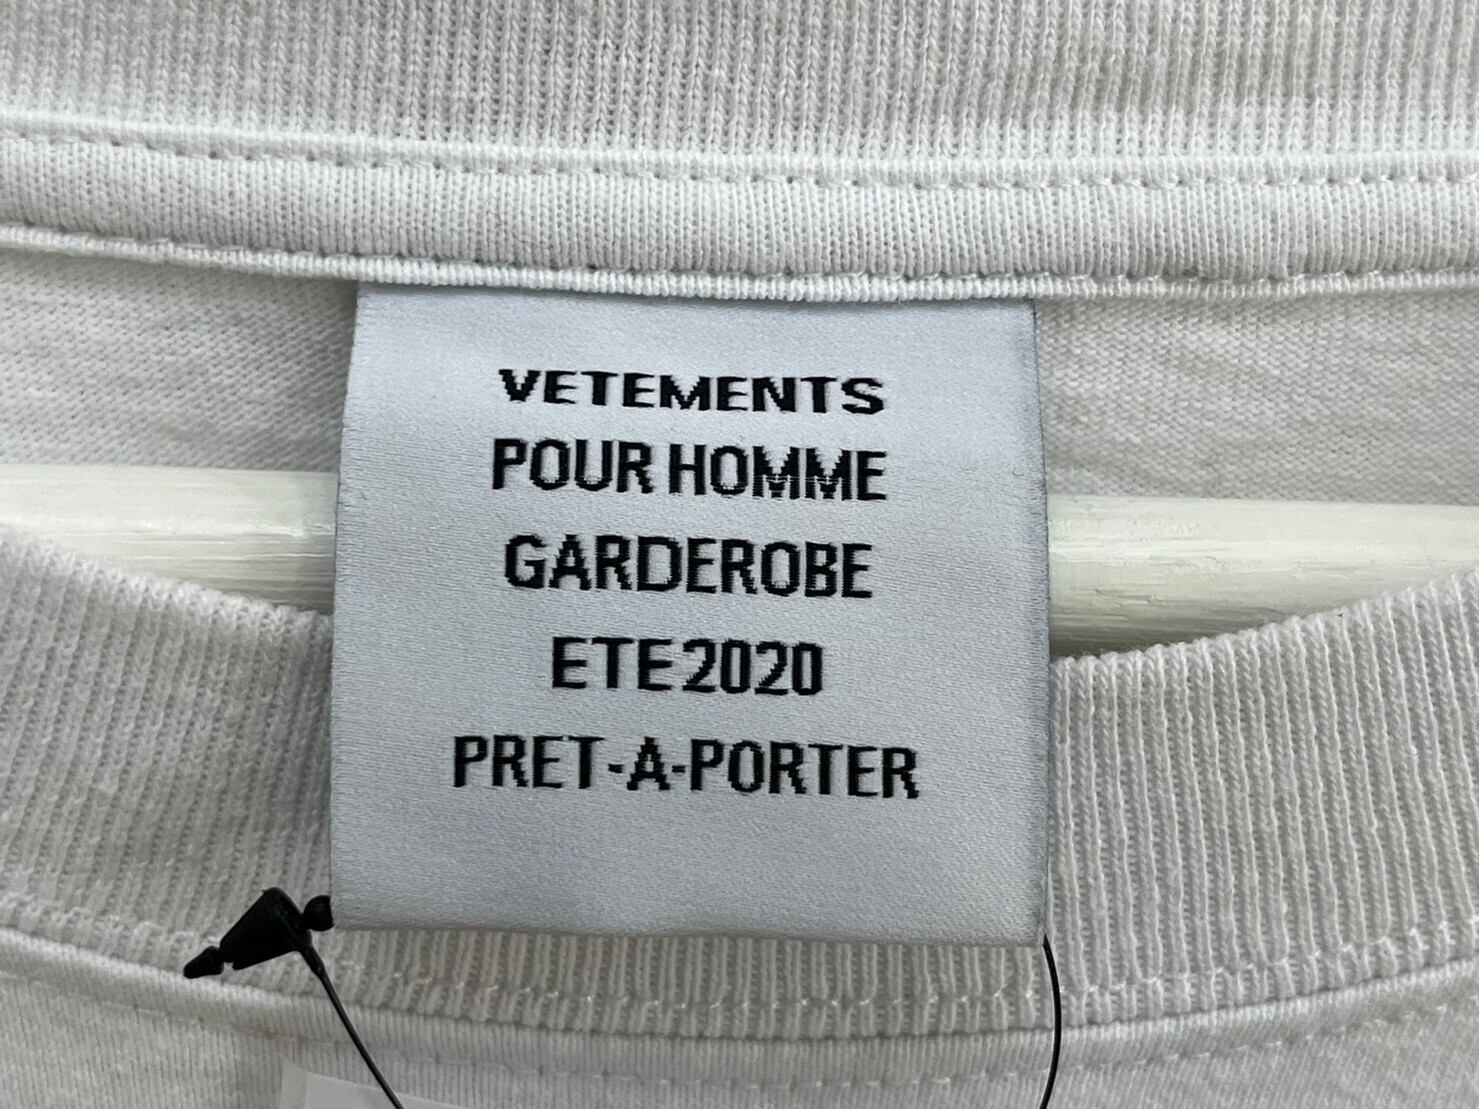 VETEMENTS
POUR HOMME
GARDEROBE
ETE 2020
PRET-A-PORTER